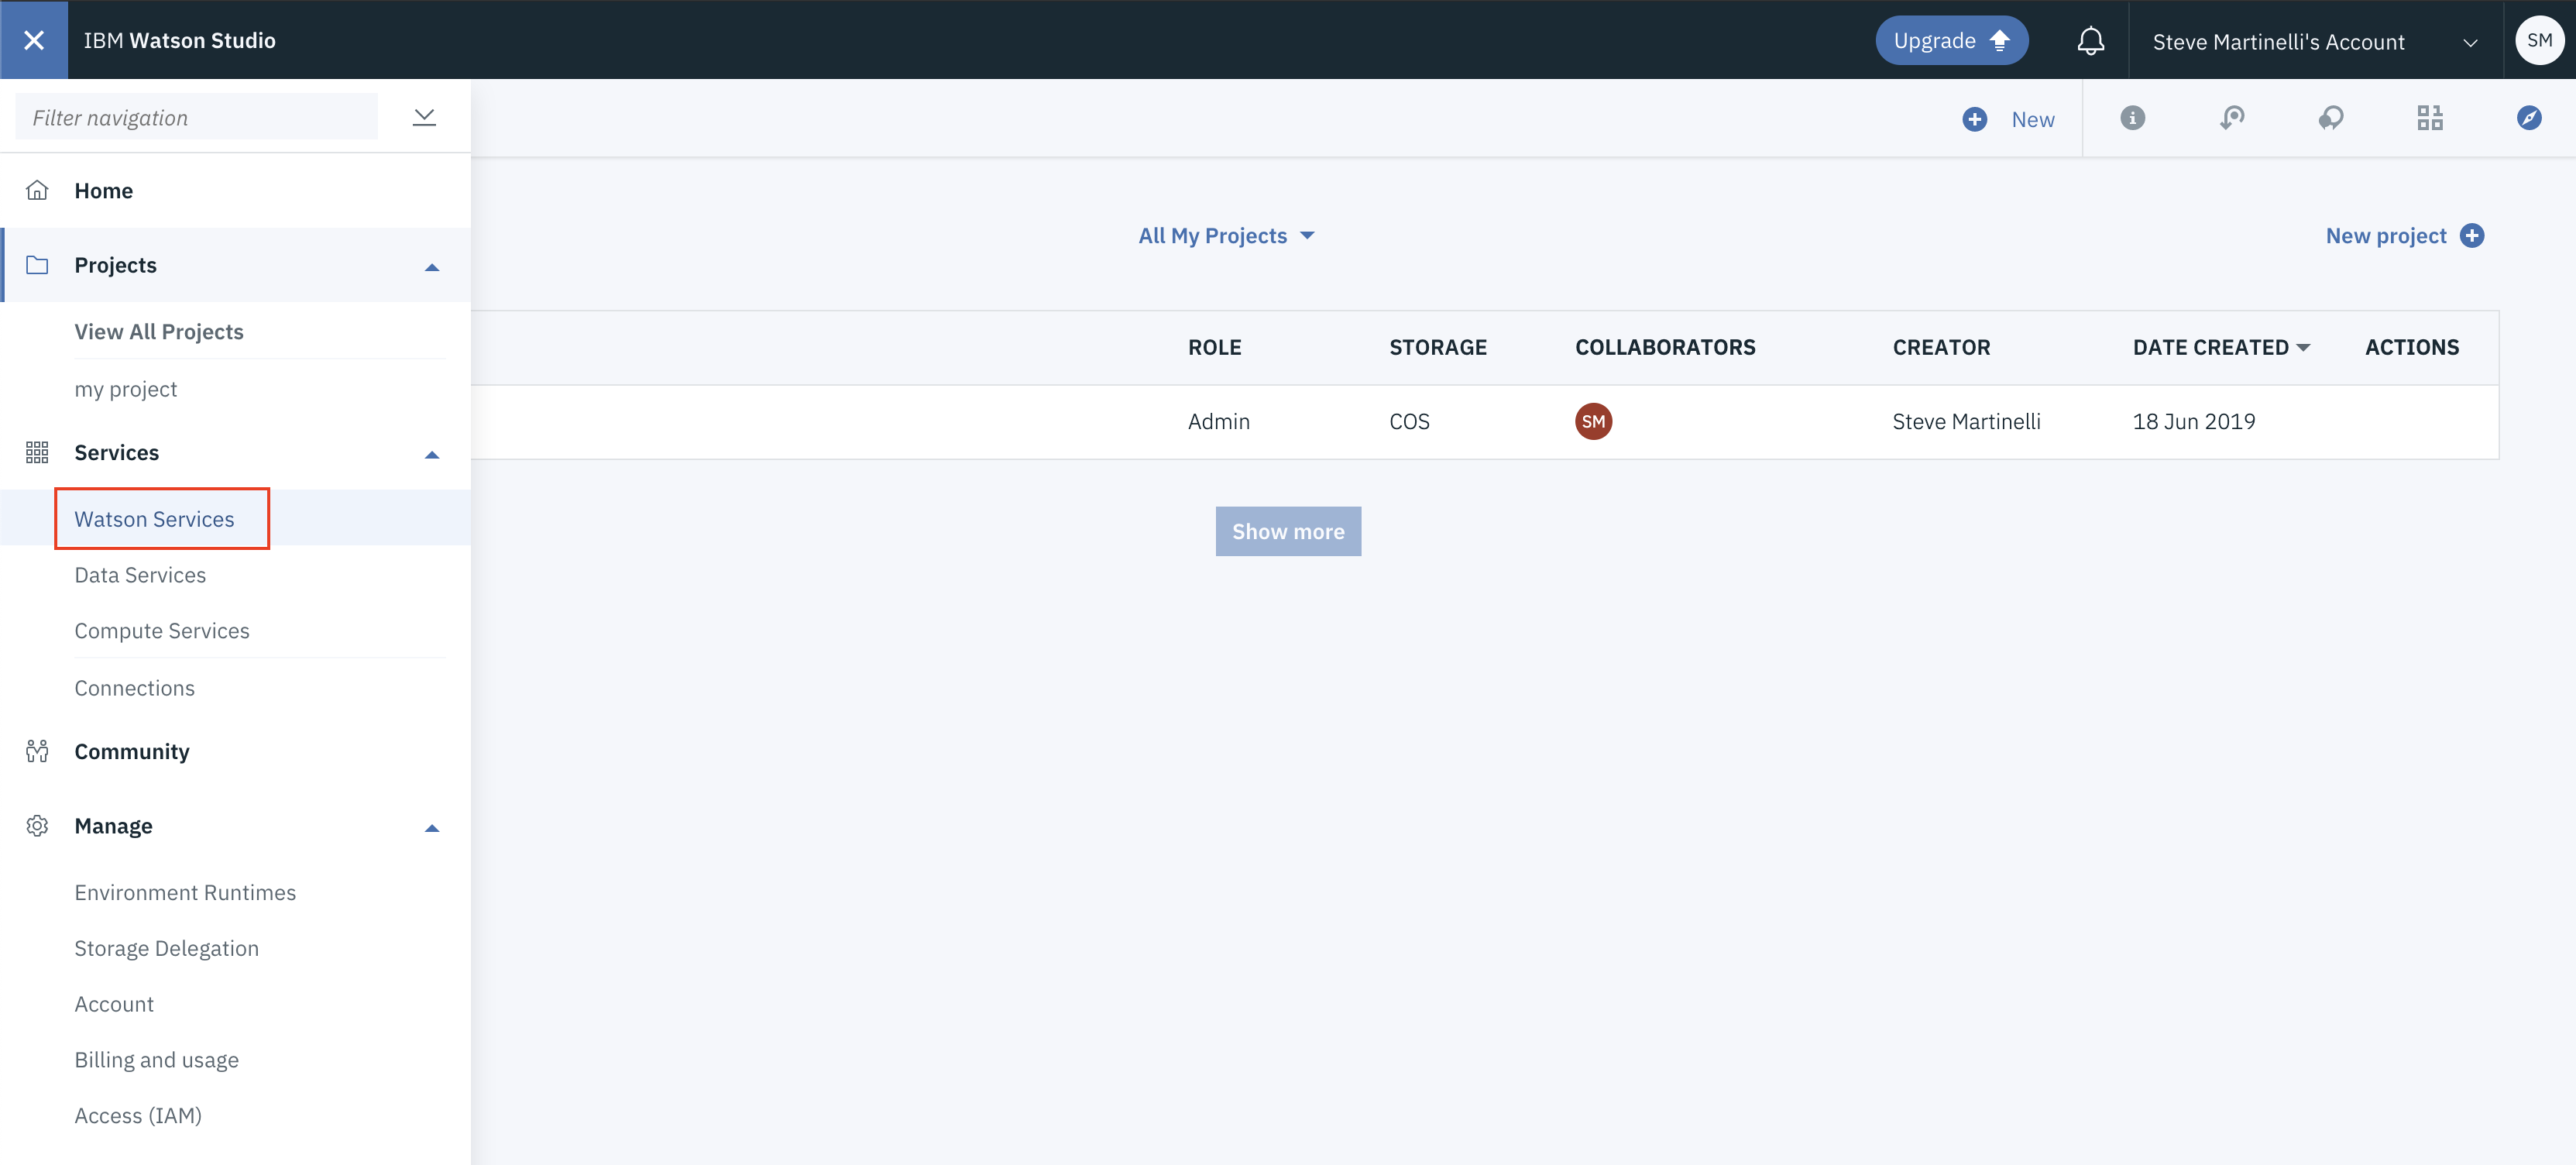 IBM Watson Studio
Upgrade
Steve Martinelli's Account
SM
Filter navigation
New
Home
Projects
View All Projects
my project
Services
Watson Services
Data Services
Compute Services
Connections
Community
Manage
Environment Runtimes
Storage Delegation
Account
Billing and usage
Access (IAM)
All My Projects
New project
ROLE STORAGE COLLABORATORS CREATOR DATE CREATED ACTIONS
Admin COS SM Steve Martinelli 18 Jun 2019
Show more